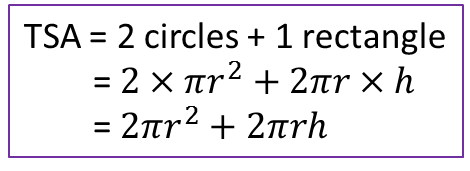 TSA = 2 circles + 1 rectangle
= 2 × πr² + 2πr × h
= 2πr² + 2πrh